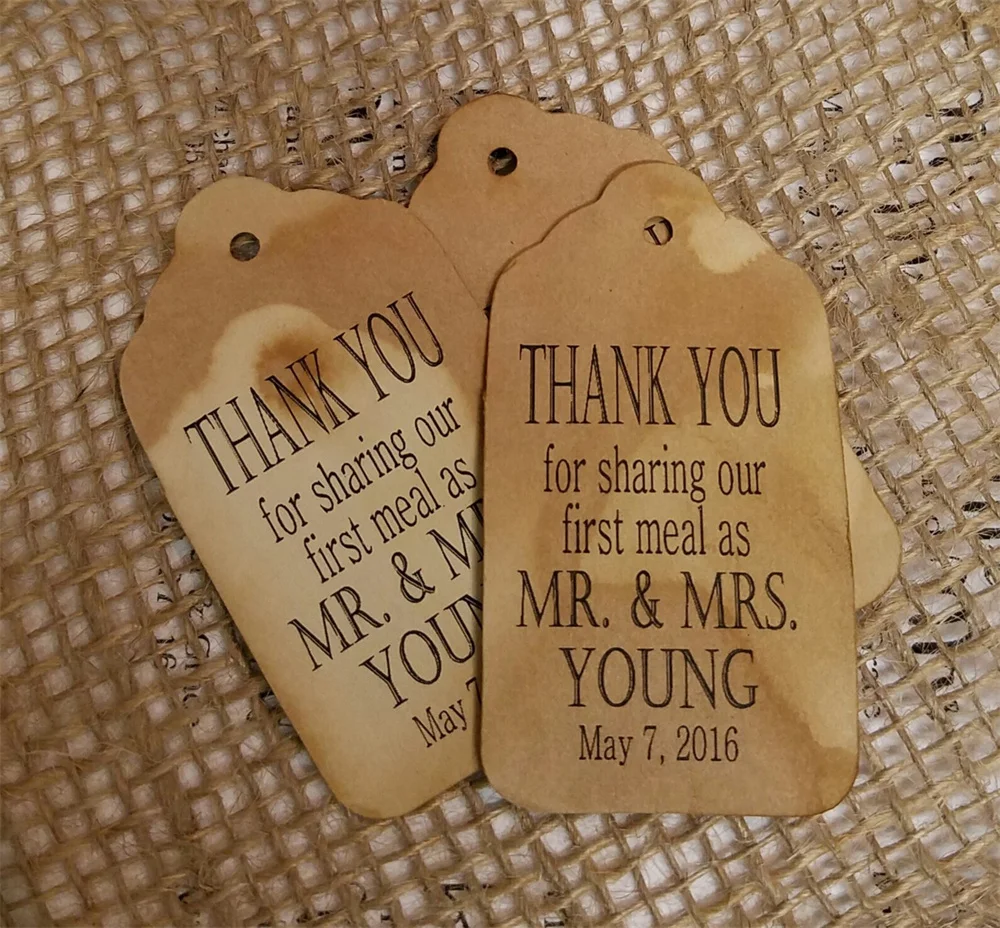 THANK YOU
for sharing our
first meal as
MR. & 
YOUN
May
THANK YOU
for sharing our
first meal as
MR. & MRS.
YOUNG
May 7, 2016